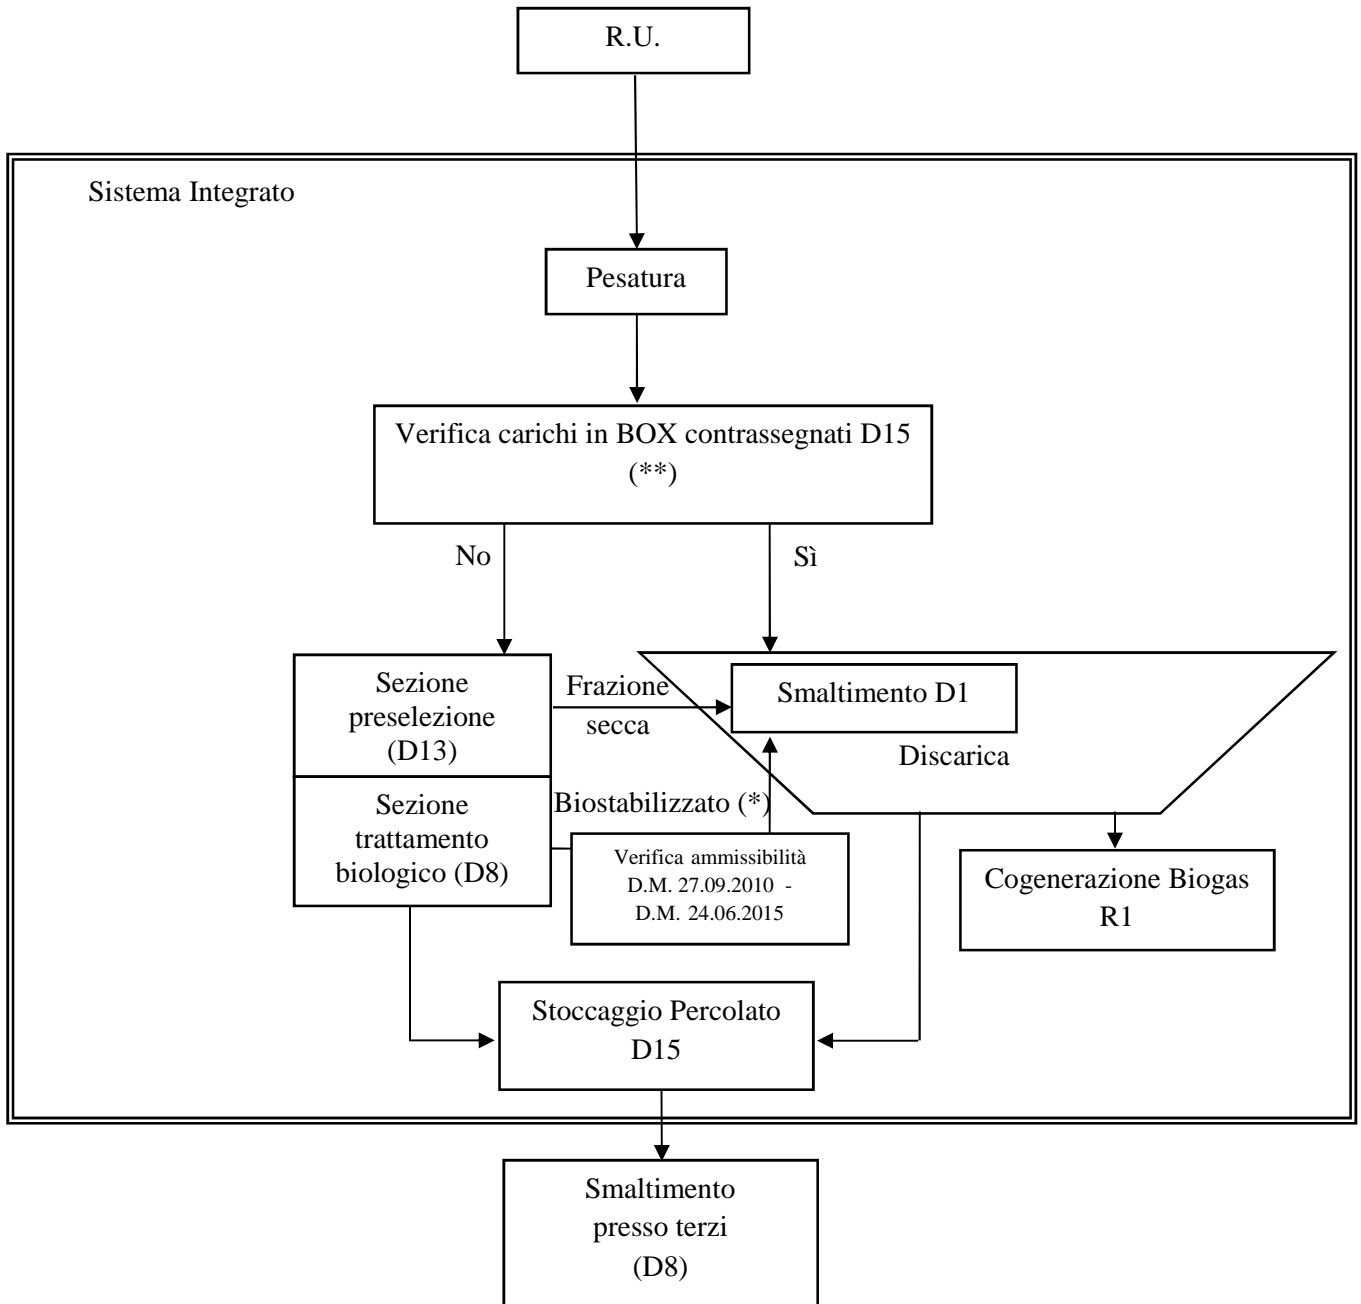 R.U.
Sistema Integrato
Pesatura
Verifica carichi in BOX contrassegnati D15
(**)
No
Sì
Sezione
preselezione
(D13)
Frazione
secca
Smaltimento D1
Discarica
Sezione
trattamento
biologico (D8)
Biostabilizzato (*)
Verifica ammissibilità
D.M. 27.09.2010 -
D.M. 24.06.2015
Cogenerazione Biogas
R1
Stoccaggio Percolato
D15
Smaltimento
presso terzi
(D8)